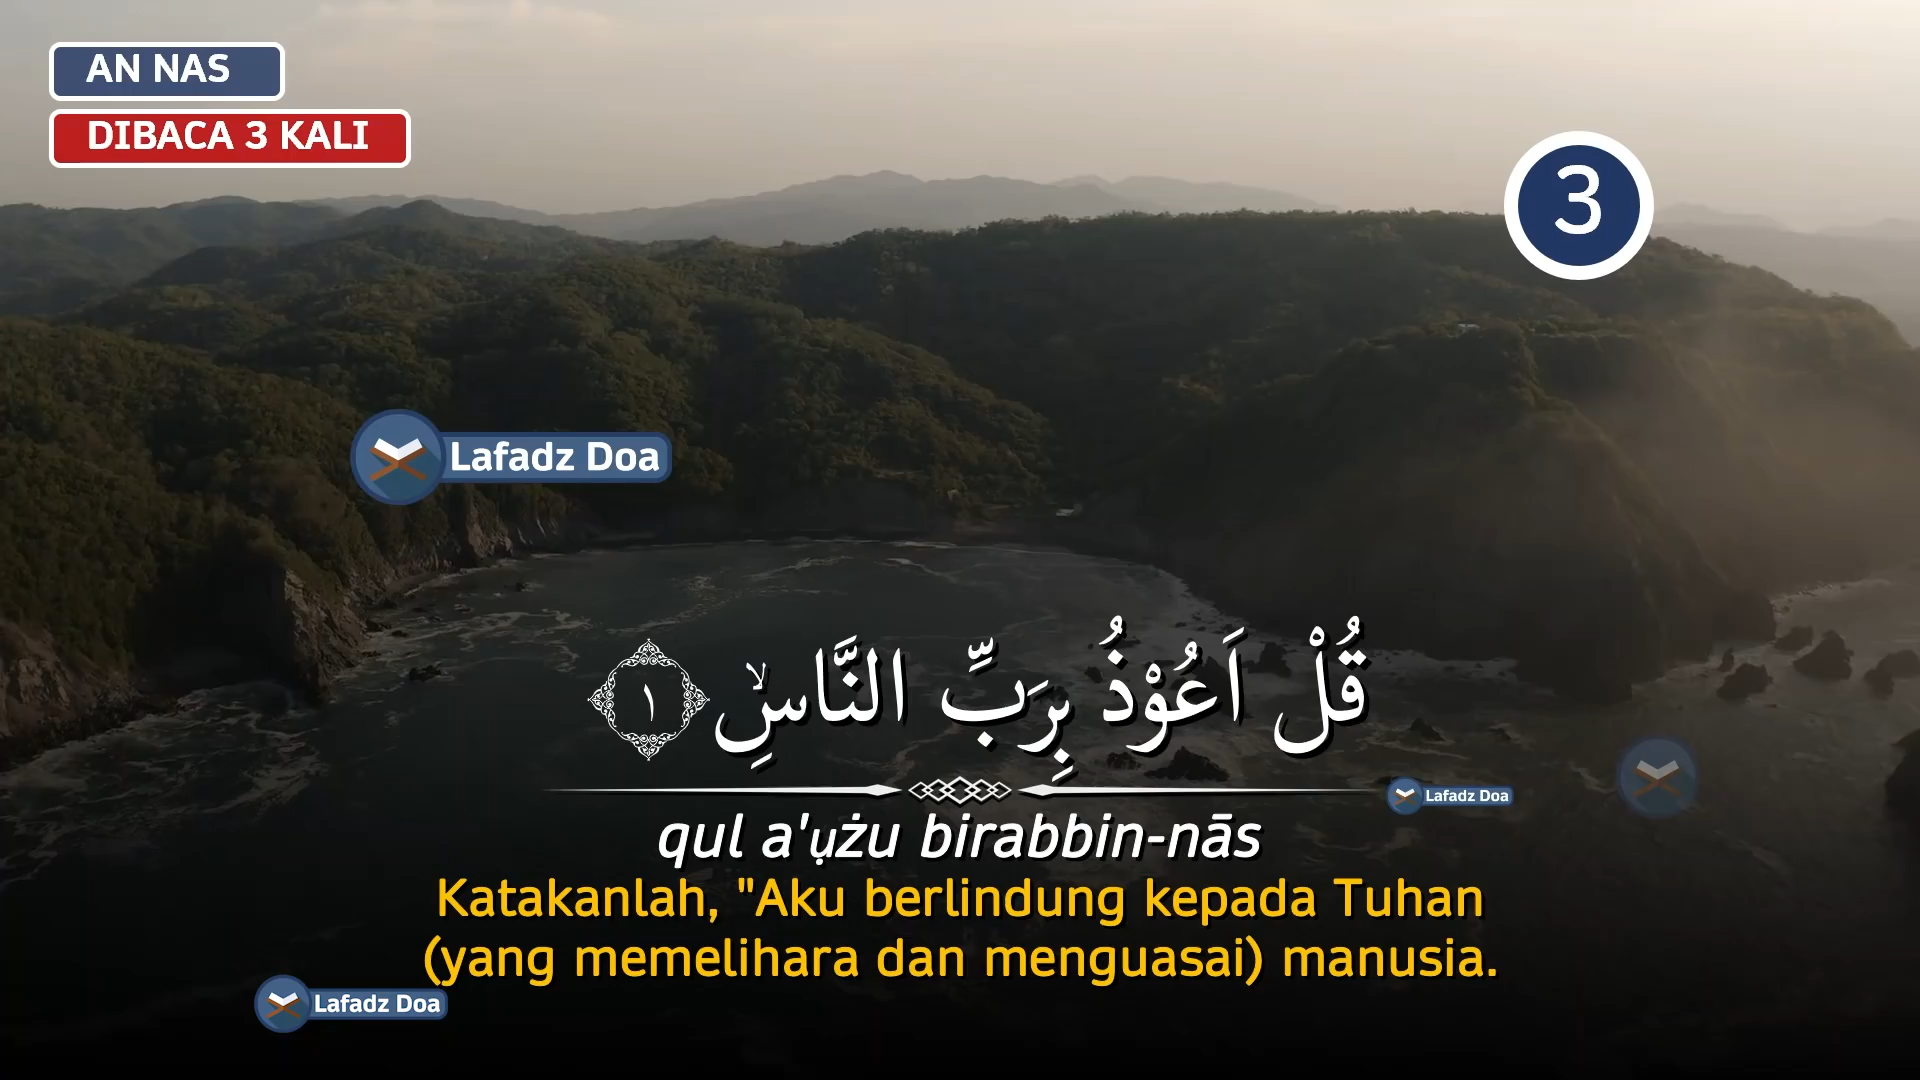 AN NAS
DIBACA 3 KALI
3
Lafadz Doa
قُلْ اَعُوْذُ بِرَبِّ النَّاسِۙ ١
Lafadz Doa
qul a'ụżu birabbin-nās
Katakanlah, "Aku berlindung kepada Tuhan
(yang memelihara dan menguasai) manusia.
Lafadz Doa